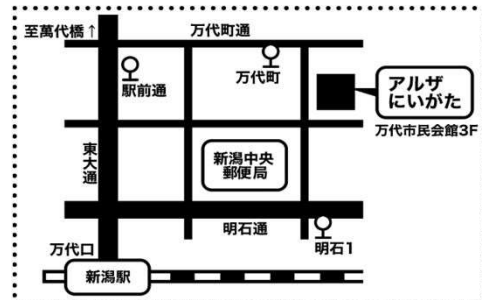 至萬代橋↑
万代町通
駅前通
万代町
アルザ
にいがた
万代市民会館3F
東大通
新潟中央
郵便局
明石通
明石1
万代口
新潟駅